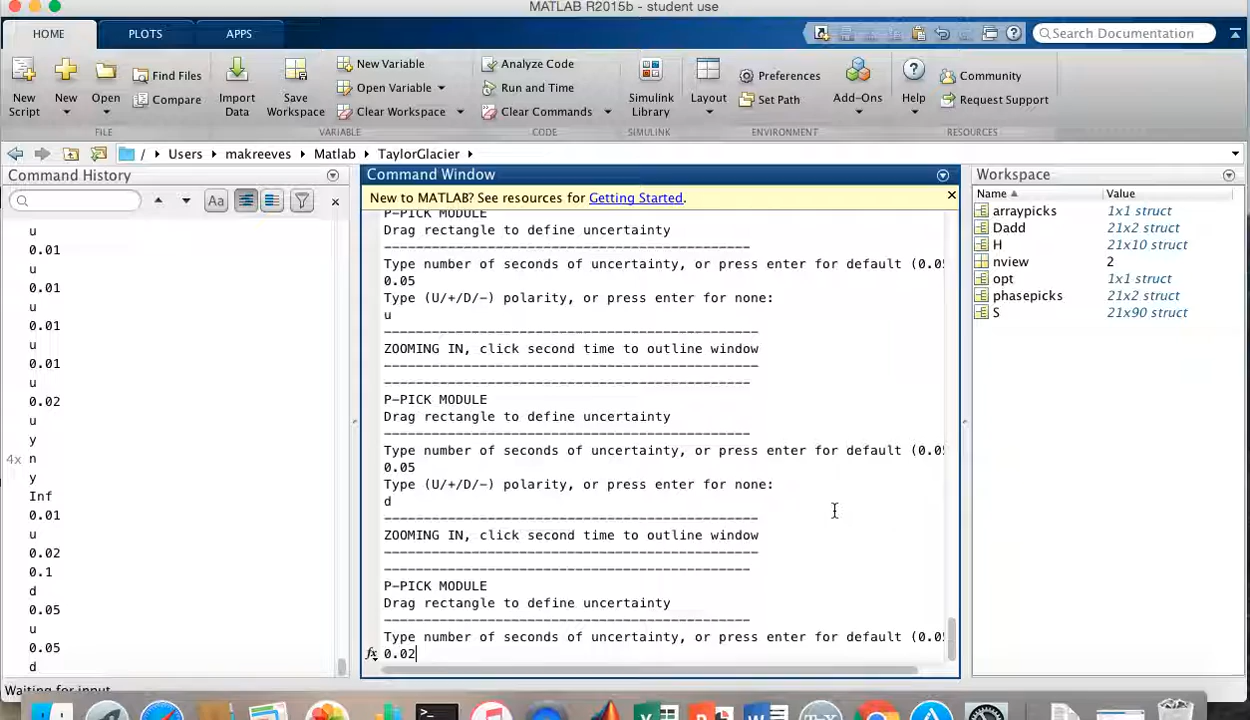 MATLAB R2015b - student use
HOME PLOTS APPS
Search Documentation
New Script
New
Open
Find Files
Compare
Import Data
Save Workspace
New Variable
Open Variable
Clear Workspace
Analyze Code
Run and Time
Clear Commands
Simulink Library
Layout
Preferences
Set Path
Add-Ons
Help
Community
Request Support
FILE VARIABLE CODE SIMULINK ENVIRONMENT RESOURCES
/ Users makreeves Matlab TaylorGlacier
Command History
Aa
u
0.01
u
0.01
u
0.01
u
0.01
u
0.02
u
y
4x n
y
Inf
0.01
u
0.02
0.1
d
0.05
u
0.05
d
Waiting for input
Command Window
New to MATLAB? See resources for Getting Started.
P-PICK MODULE
Drag rectangle to define uncertainty
-------------------------------------------
Type number of seconds of uncertainty, or press enter for default (0.05
0.05
Type (U/+/D/-) polarity, or press enter for none:
u
--------------------------------------------
ZOOMING IN, click second time to outline window
--------------------------------------------
-------------------------------------------
P-PICK MODULE
Drag rectangle to define uncertainty
-------------------------------------------
Type number of seconds of uncertainty, or press enter for default (0.05
0.05
Type (U/+/D/-) polarity, or press enter for none:
d
--------------------------------------------
ZOOMING IN, click second time to outline window
--------------------------------------------
-------------------------------------------
P-PICK MODULE
Drag rectangle to define uncertainty
-------------------------------------------
Type number of seconds of uncertainty, or press enter for default (0.05
fx 0.02
Workspace
Name Value
arraypicks 1x1 struct
Dadd 21x2 struct
H 21x10 struct
nview 2
opt 1x1 struct
phasepicks 21x2 struct
S 21x90 struct